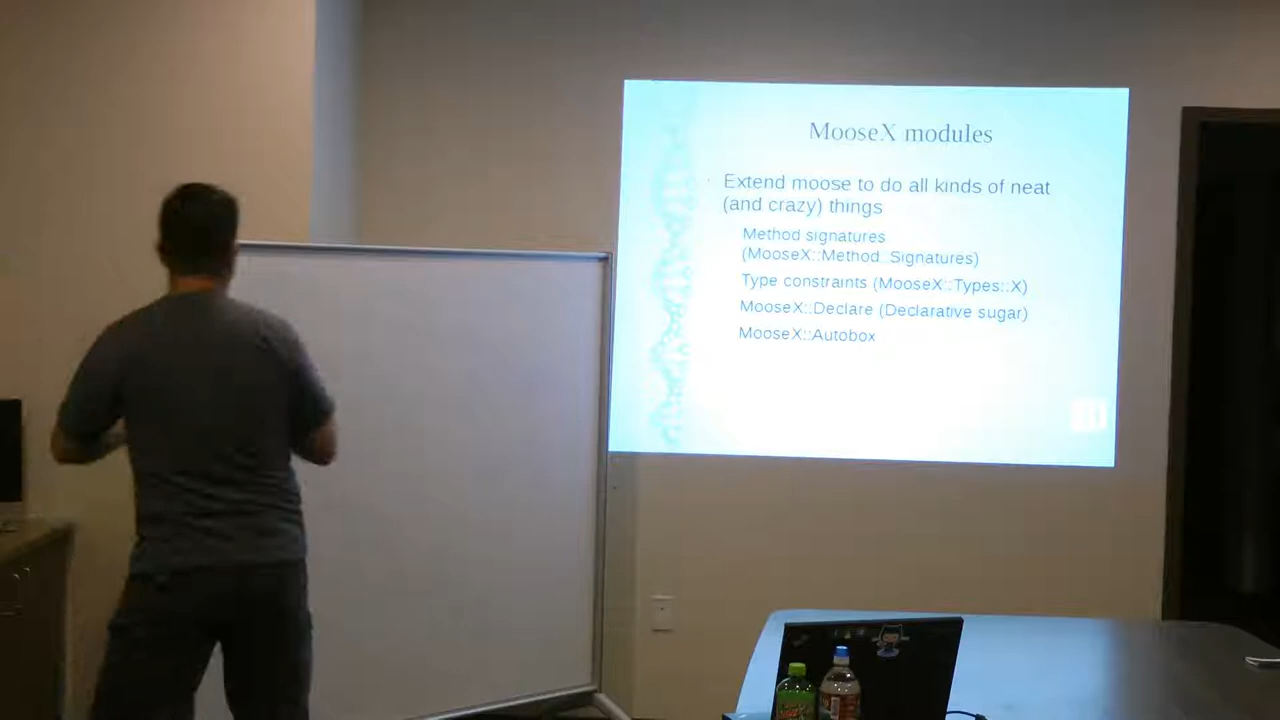 MooseX modules
Extend moose to do all kinds of neat
(and crazy) things
Method signatures
(MooseX::Method::Signatures)
Type constraints (MooseX::Types::X)
MooseX::Declare (Declarative sugar)
MooseX::Autobox